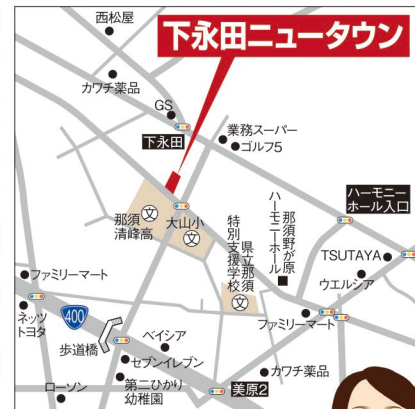 西松屋
下永田ニュータウン
カワチ薬品
GS
下永田
業務スーパー
ゴルフ5
那須
清峰高
文
大山小
文
県立那須
特別支援学校
文
那須野が原
ハーモニーホール
ハーモニー
ホール入口
TSUTAYA
ウエルシア
ファミリーマート
ファミリーマート
ネッツ
トヨタ
400
歩道橋
ベイシア
セブンイレブン
第二ひかり
幼稚園
ローソン
美原2
カワチ薬品